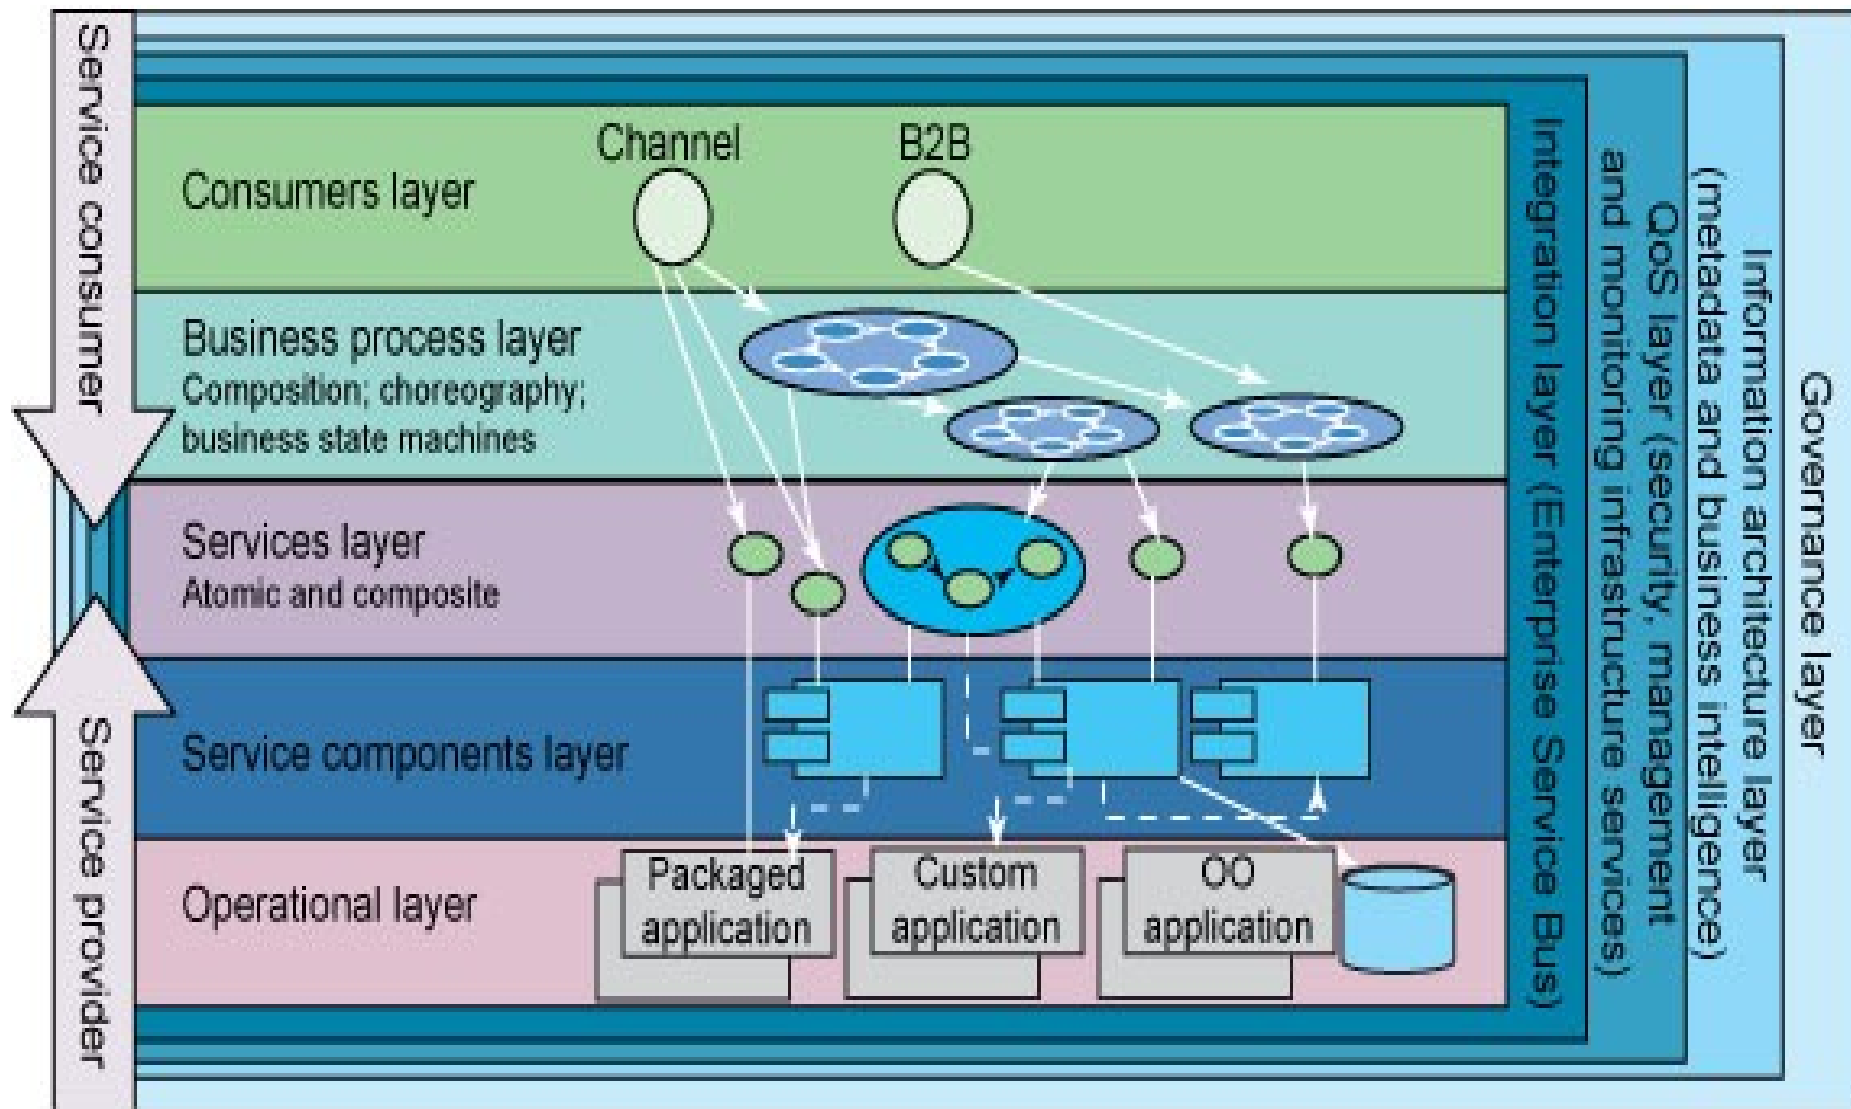 Service consumer
Service provider
Channel
B2B
Consumers layer
Business process layer
Composition; choreography;
business state machines
Services layer
Atomic and composite
Service components layer
Operational layer
Packaged
application
Custom
application
OO
application
Integration layer (Enterprise Service Bus)
QoS layer (security, management
and monitoring infrastructure services)
Information architecture layer
(metadata and business intelligence)
Governance layer